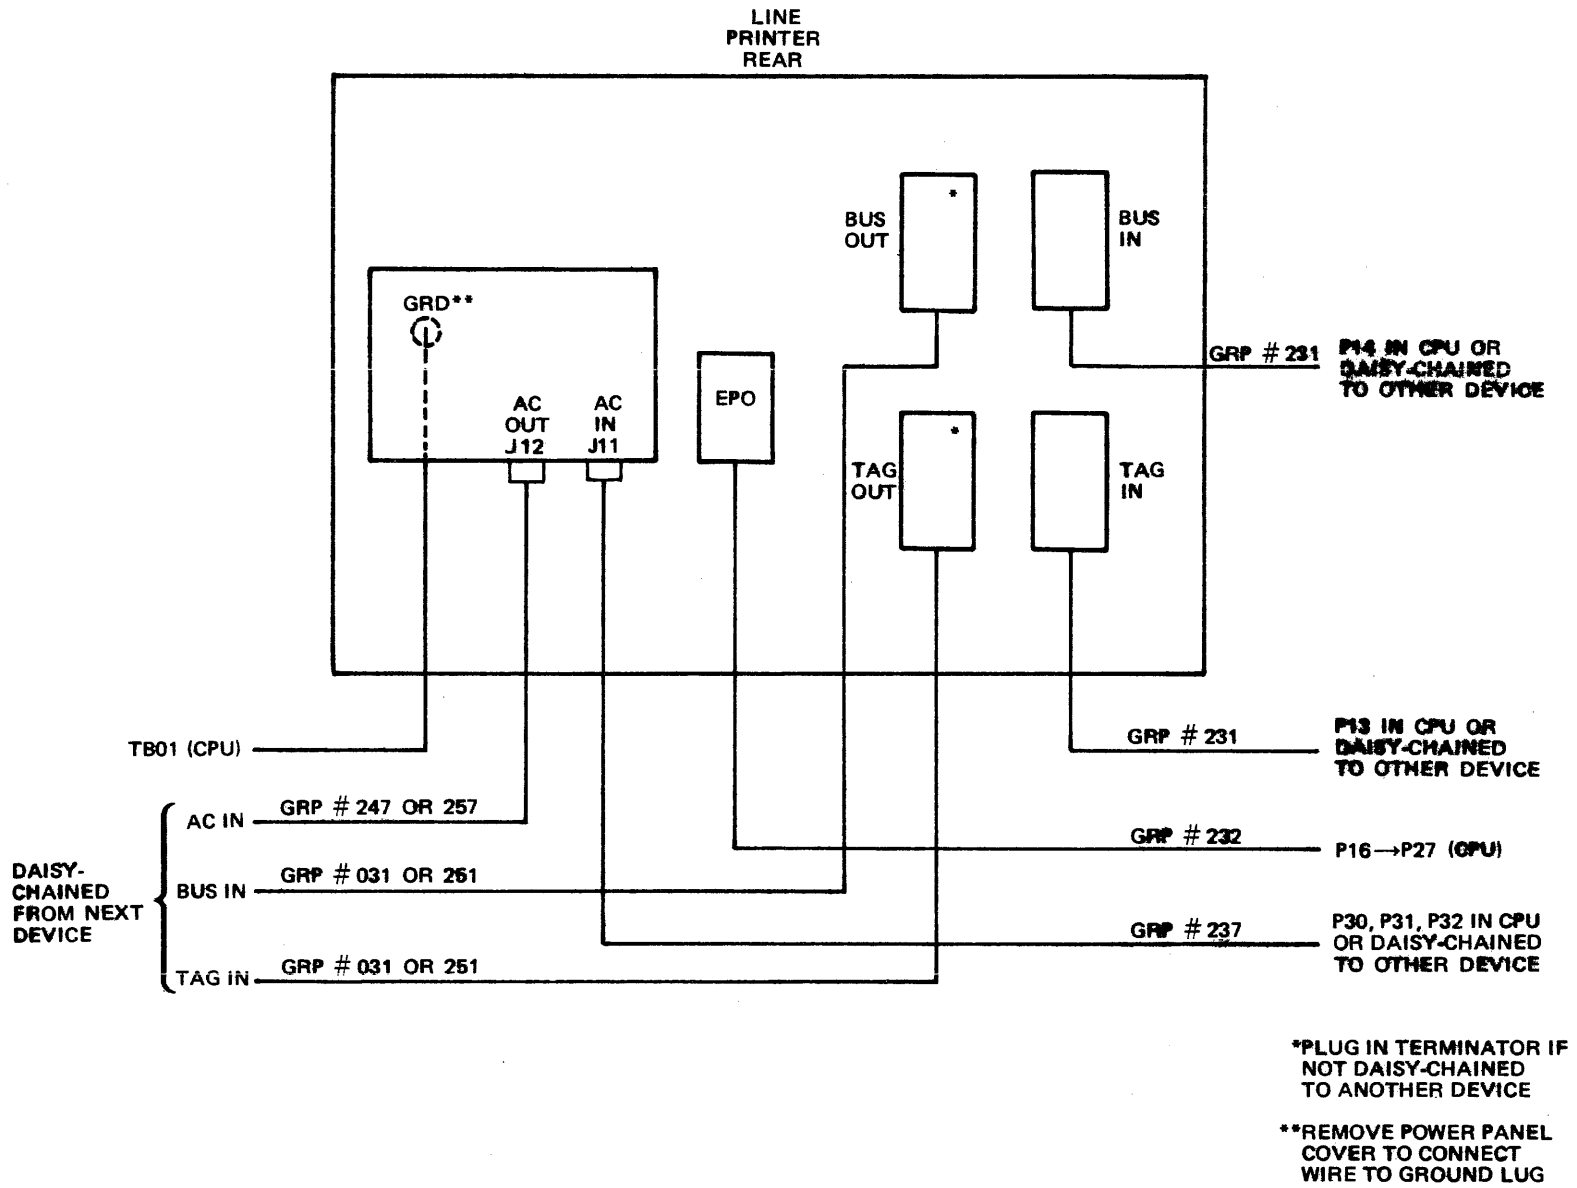 LINE
PRINTER
REAR
BUS
OUT
*
BUS
IN
GRD**
AC
OUT
J12
AC
IN
J11
EPO
GRP #231
P14 IN CPU OR
DAISY-CHAINED
TO OTHER DEVICE
TAG
OUT
*
TAG
IN
TB01 (CPU)
GRP #231
P13 IN CPU OR
DAISY-CHAINED
TO OTHER DEVICE
DAISY-
CHAINED
FROM NEXT
DEVICE
AC IN
GRP #247 OR 257
BUS IN
GRP #031 OR 251
TAG IN
GRP #031 OR 251
GRP #232
P16→P27 (CPU)
GRP #237
P30, P31, P32 IN CPU
OR DAISY-CHAINED
TO OTHER DEVICE
*PLUG IN TERMINATOR IF
NOT DAISY-CHAINED
TO ANOTHER DEVICE
**REMOVE POWER PANEL
COVER TO CONNECT
WIRE TO GROUND LUG